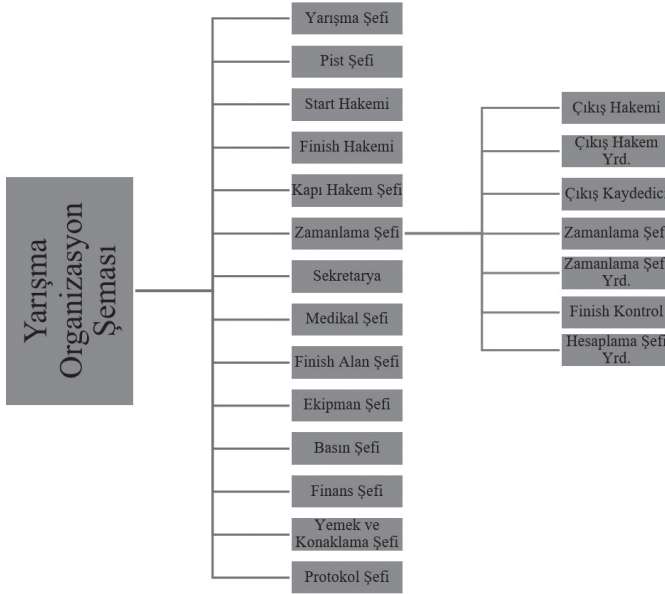 Yarışma
Organizasyon
Şeması
Yarışma Şefi
Pist Şefi
Start Hakemi
Finish Hakemi
Kapı Hakem Şefi
Zamanlama Şefi
Sekretarya
Medikal Şefi
Finish Alan Şefi
Ekipman Şefi
Basın Şefi
Finans Şefi
Yemek ve
Konaklama Şefi
Protokol Şefi
Çıkış Hakemi
Çıkış Hakem
Yrd.
Çıkış Kaydedici
Zamanlama Şefi
Zamanlama Şefi
Yrd.
Finish Kontrol
Hesaplama Şefi
Yrd.